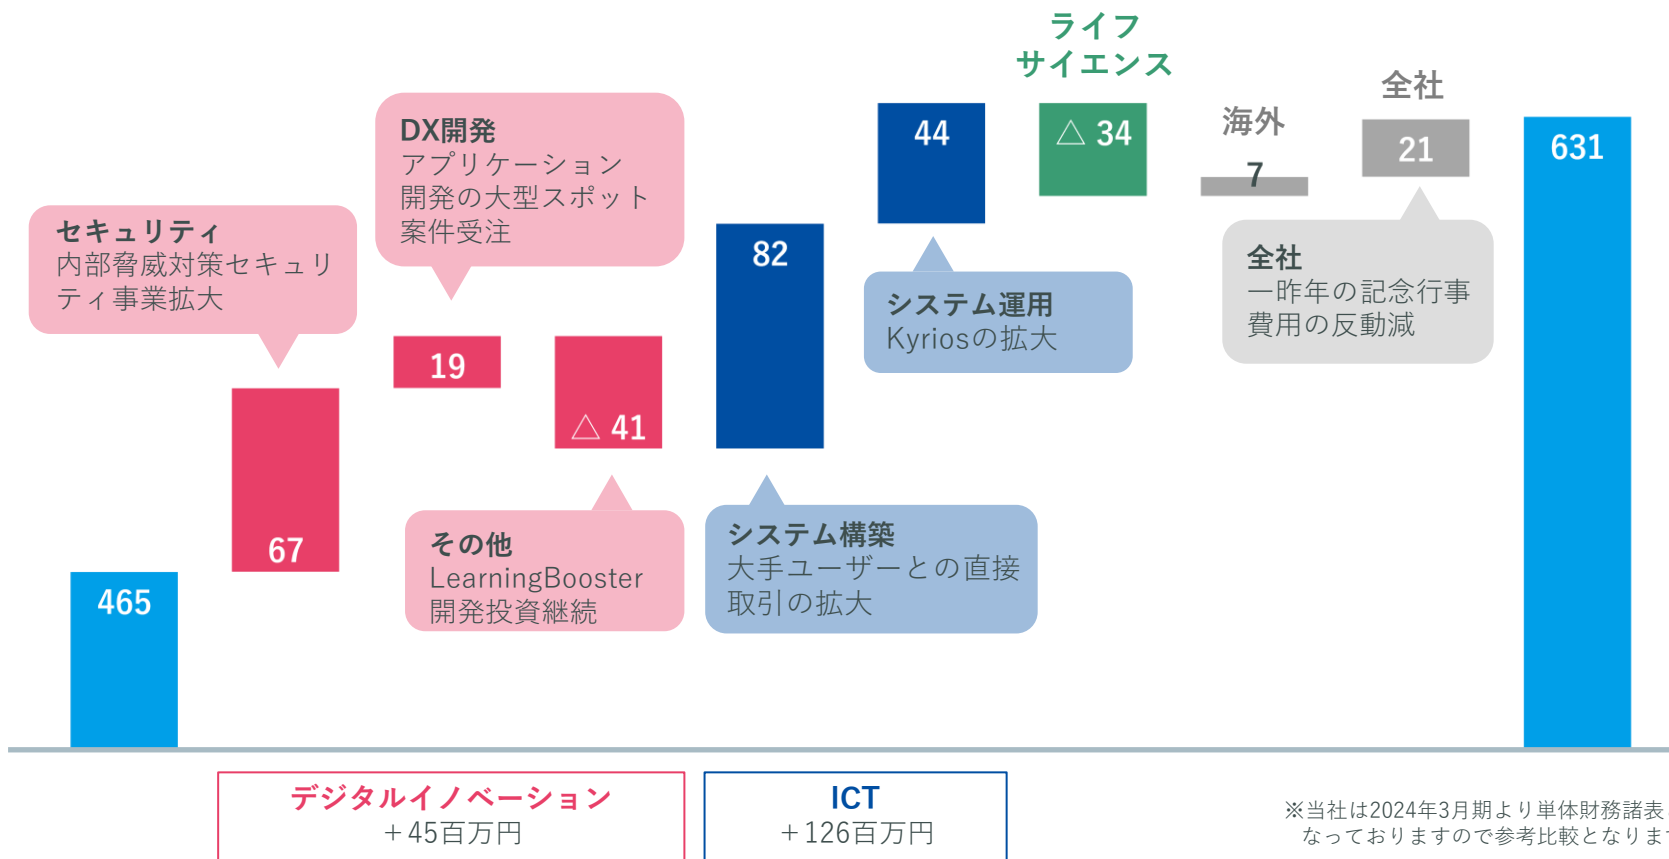 ライフ
サイエンス
全社
海外
DX開発
アプリケーション
開発の大型スポット
案件受注
44
△ 34
7
21
631
セキュリティ
内部脅威対策セキュリ
ティ事業拡大
82
全社
一昨年の記念行事
費用の反動減
システム運用
Kyriosの拡大
19
△ 41
67
その他
LearningBooster
開発投資継続
システム構築
大手ユーザーとの直接
取引の拡大
465
デジタルイノベーション
＋45百万円
ICT
＋126百万円
※当社は2024年3月期より単体財務諸表
なっておりますので参考比較となります